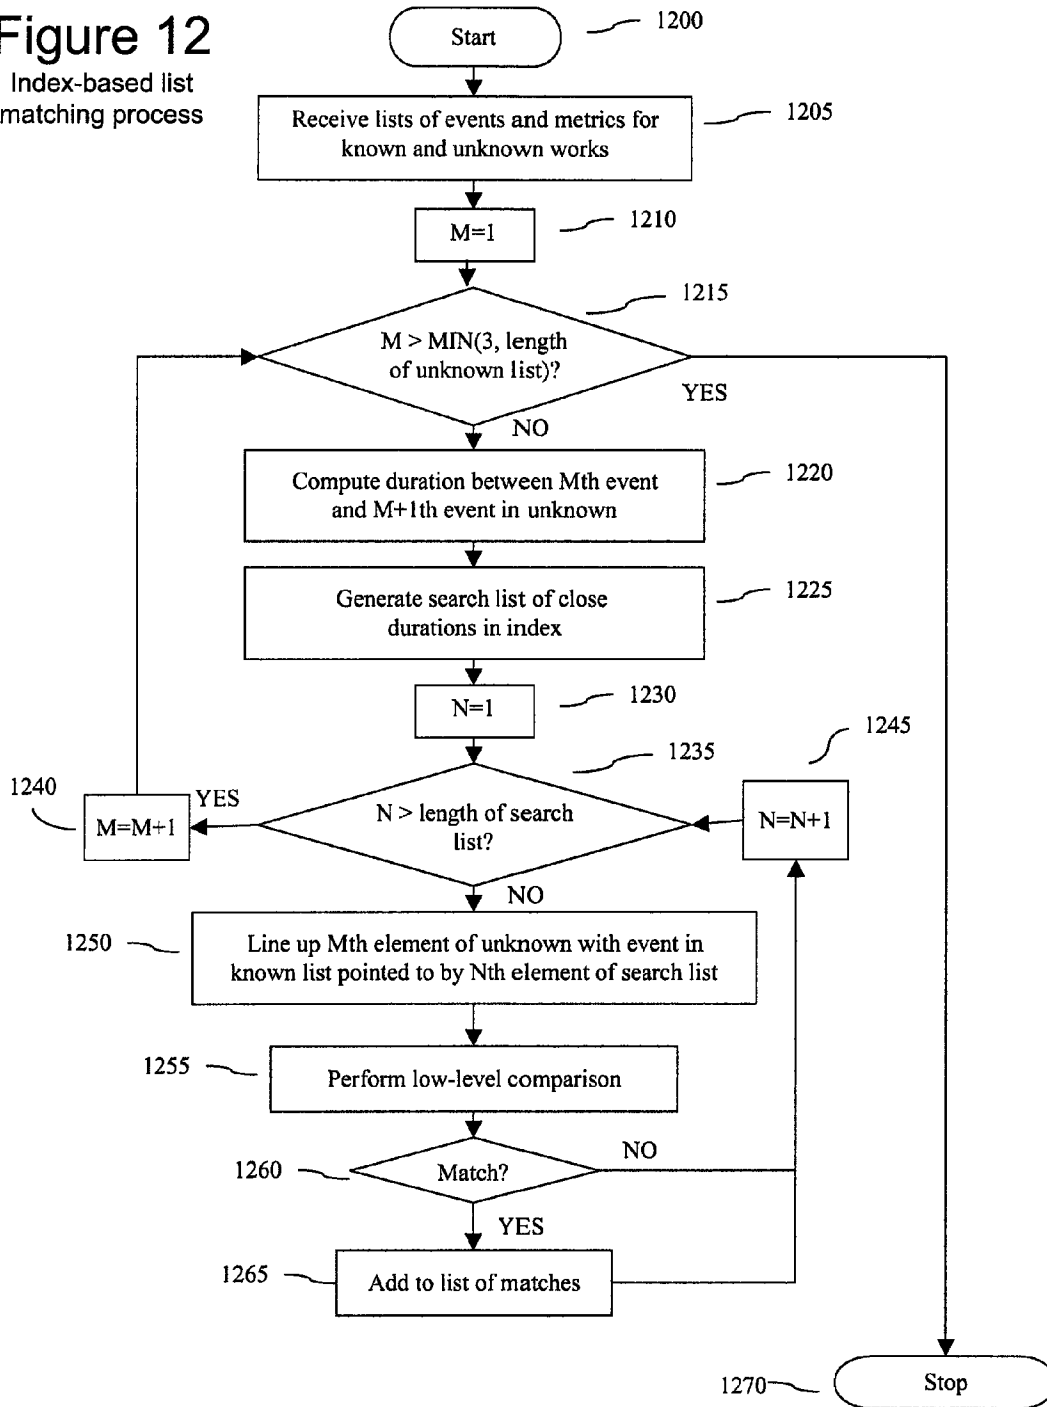 Figure 12
Index-based list
matching process
Start
1200
Receive lists of events and metrics for
known and unknown works
1205
M=1
1210
1215
M > MIN(3, length
of unknown list)?
YES
NO
Compute duration between Mth event
and M+1th event in unknown
1220
Generate search list of close
durations in index
1225
N=1
1230
1235
1245
1240
YES
M=M+1
N > length of search
list?
N=N+1
NO
1250
Line up Mth element of unknown with event in
known list pointed to by Nth element of search list
1255
Perform low-level comparison
1260
Match?
NO
YES
1265
Add to list of matches
1270
Stop